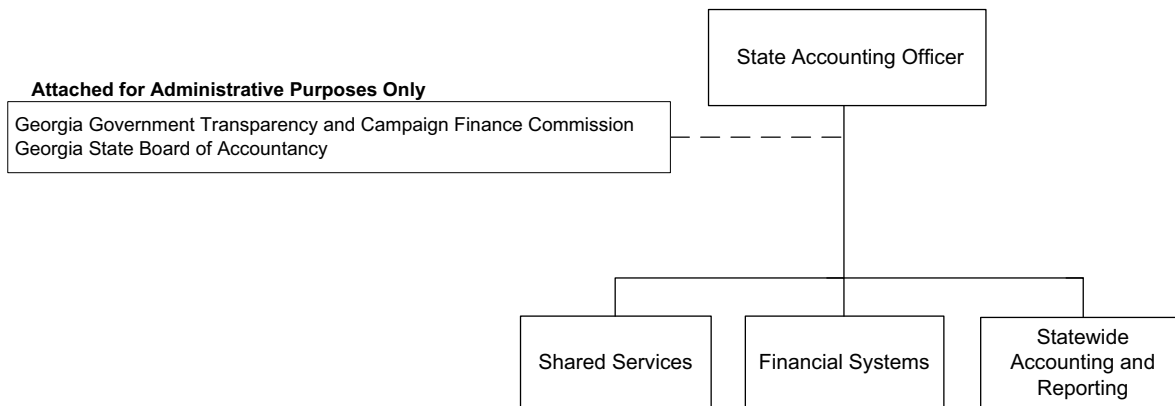 State Accounting Officer
Attached for Administrative Purposes Only
Georgia Government Transparency and Campaign Finance Commission
Georgia State Board of Accountancy
Shared Services
Financial Systems
Statewide
Accounting and
Reporting